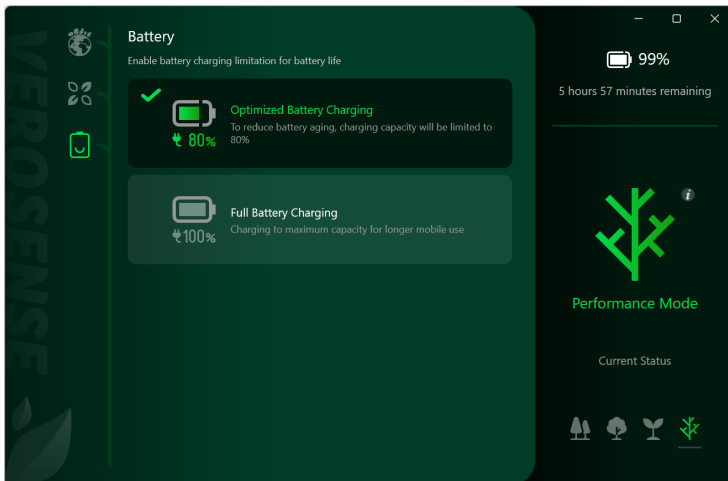 VEROSENSE
Battery
Enable battery charging limitation for battery life
80%
Optimized Battery Charging
To reduce battery aging, charging capacity will be limited to
80%
100%
Full Battery Charging
Charging to maximum capacity for longer mobile use
99%
5 hours 57 minutes remaining
i
Performance Mode
Current Status